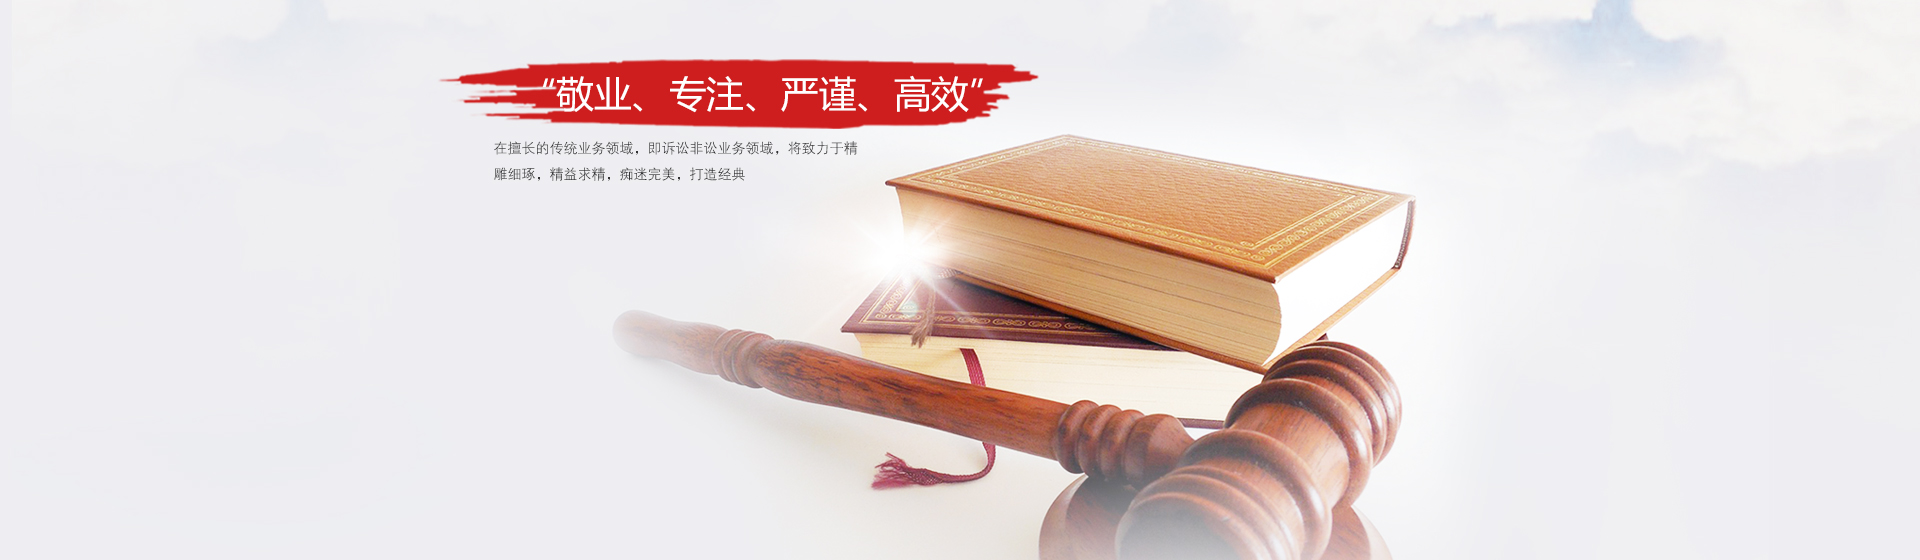 “敬业、专注、严谨、高效”
在擅长的传统业务领域，即诉讼非讼业务领域，将致力于精
雕细琢，精益求精，痴迷完美，打造经典